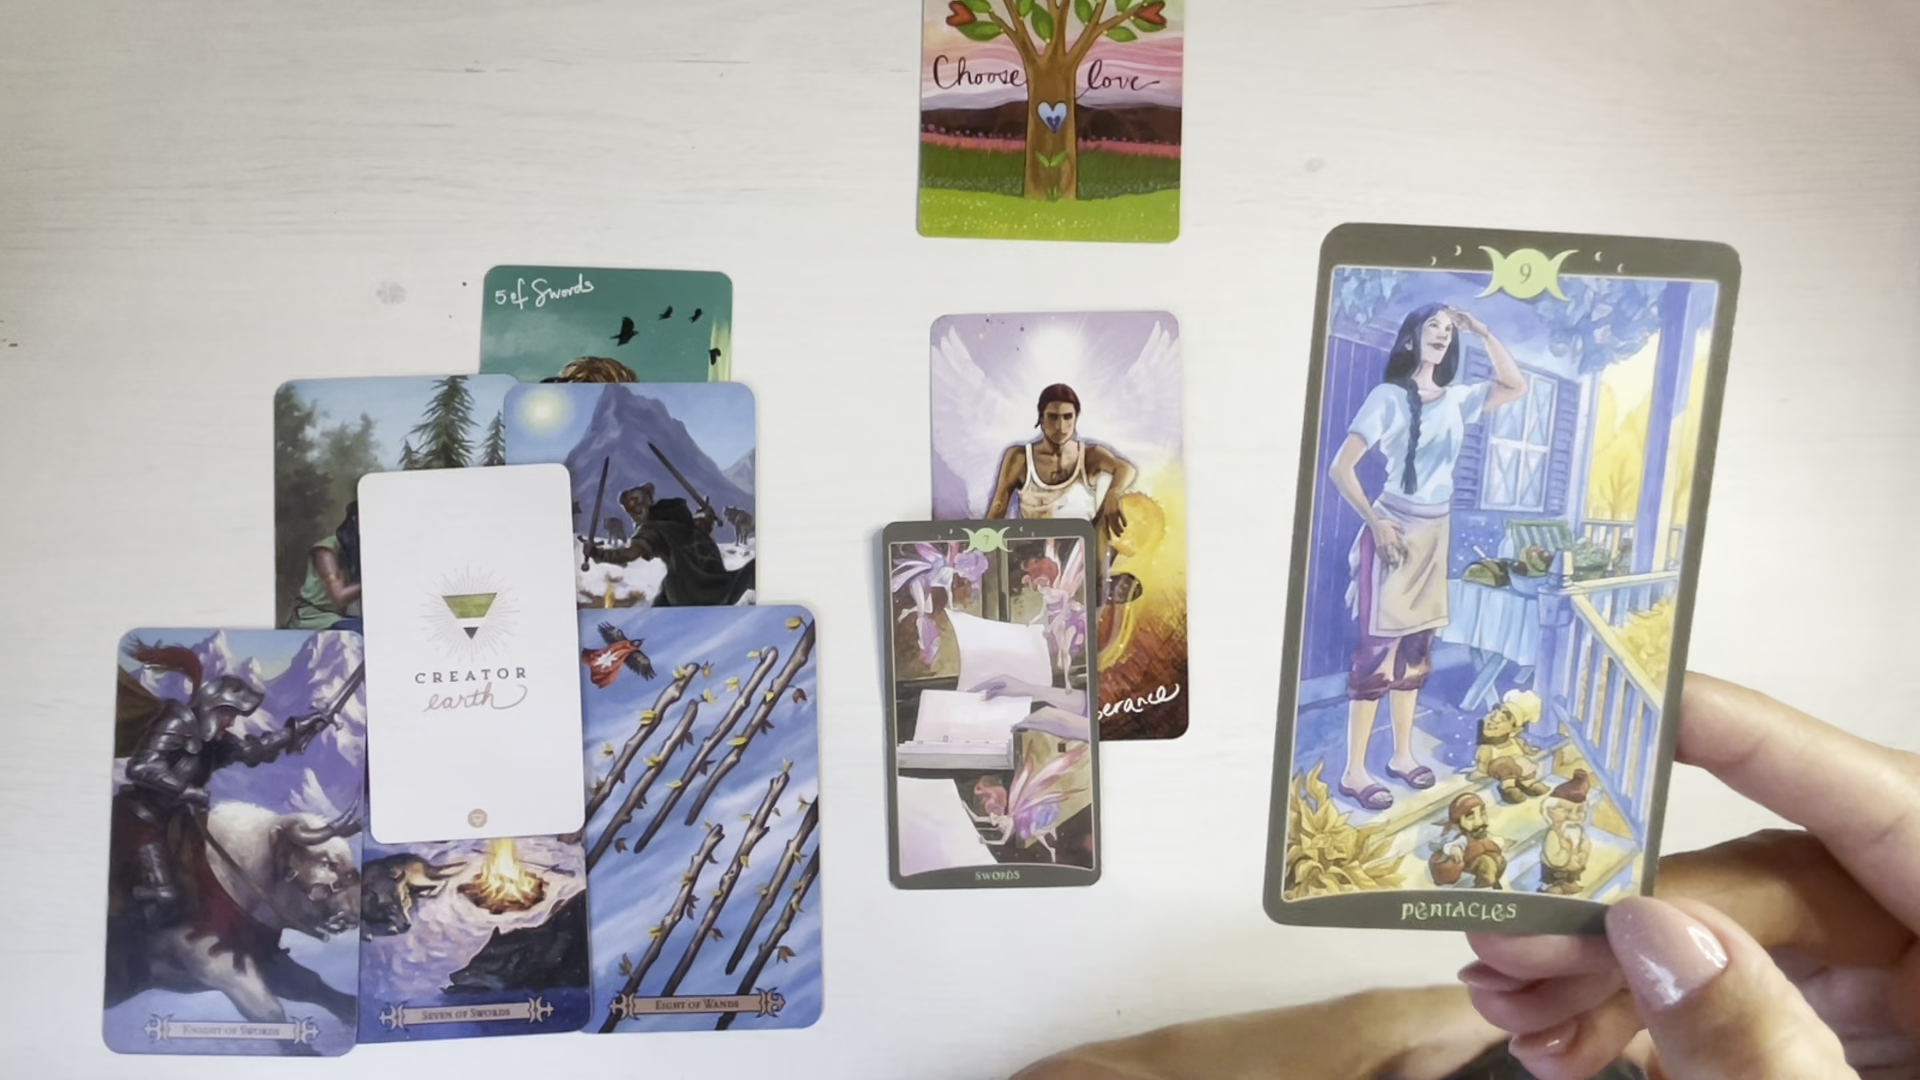 Choose love
5 of Swords
9
7
CREATOR
earth
SWORDS
PENTACLES
KNIGHT OF SWORDS
SEVEN OF SWORDS
EIGHT OF WANDS